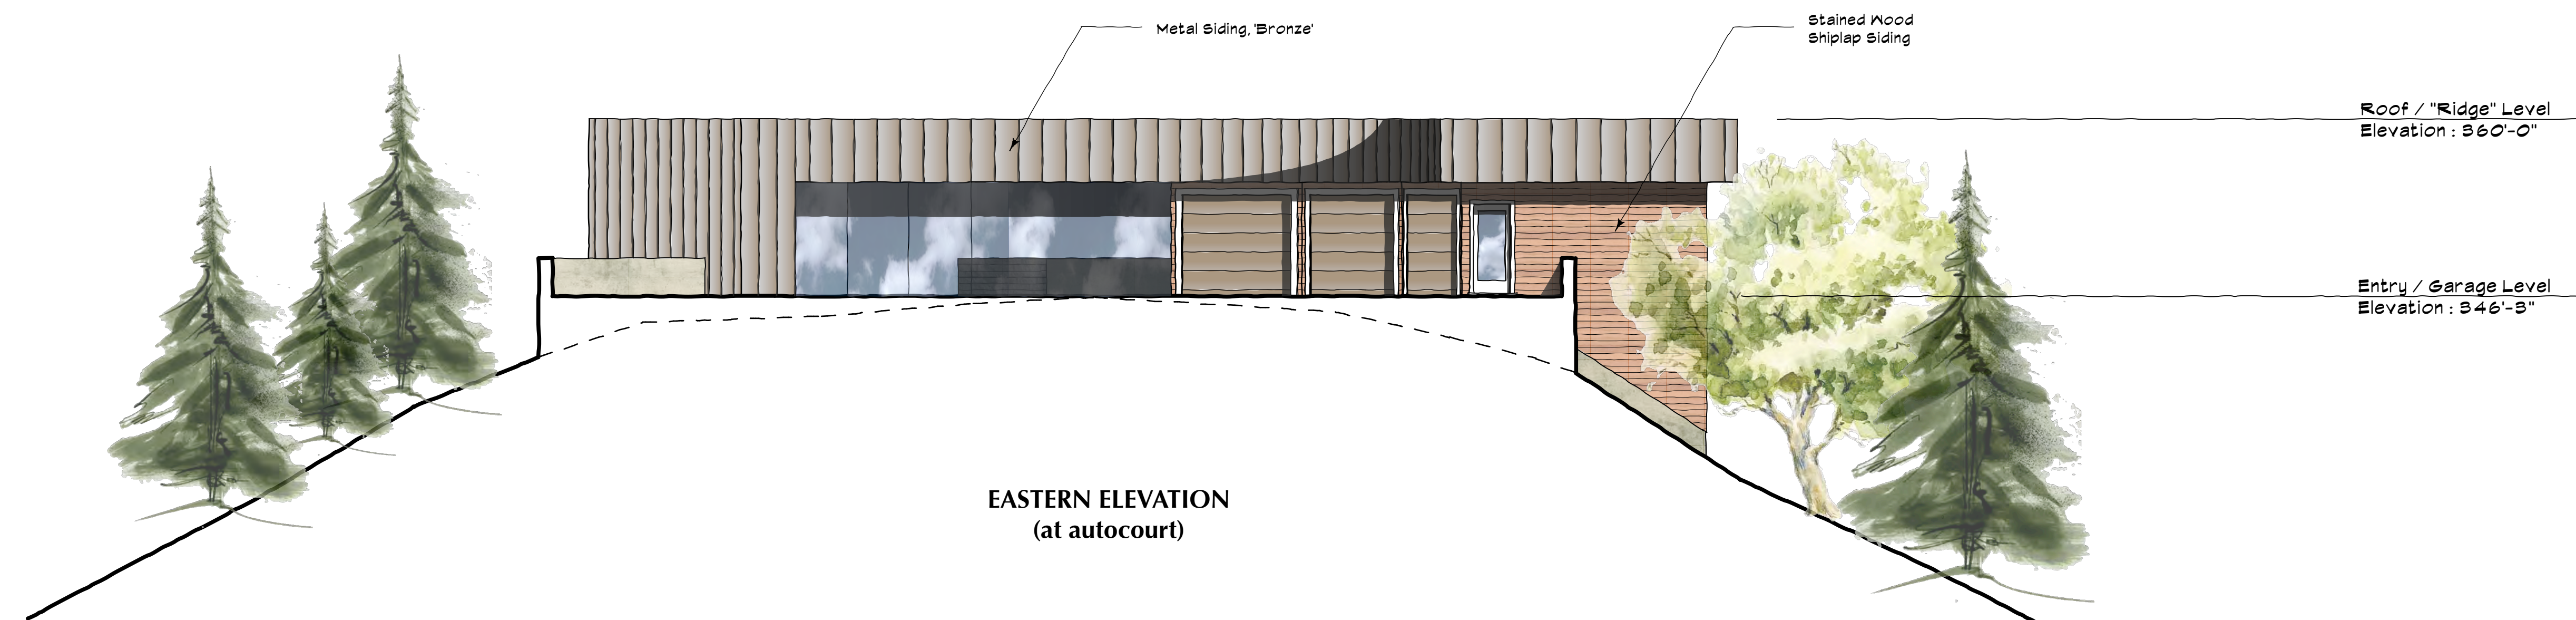 Metal Siding, 'Bronze'
Stained Wood
Shiplap Siding
Roof / "Ridge" Level
Elevation : 360'-0"
Entry / Garage Level
Elevation : 346'-3"
EASTERN ELEVATION
(at autocourt)